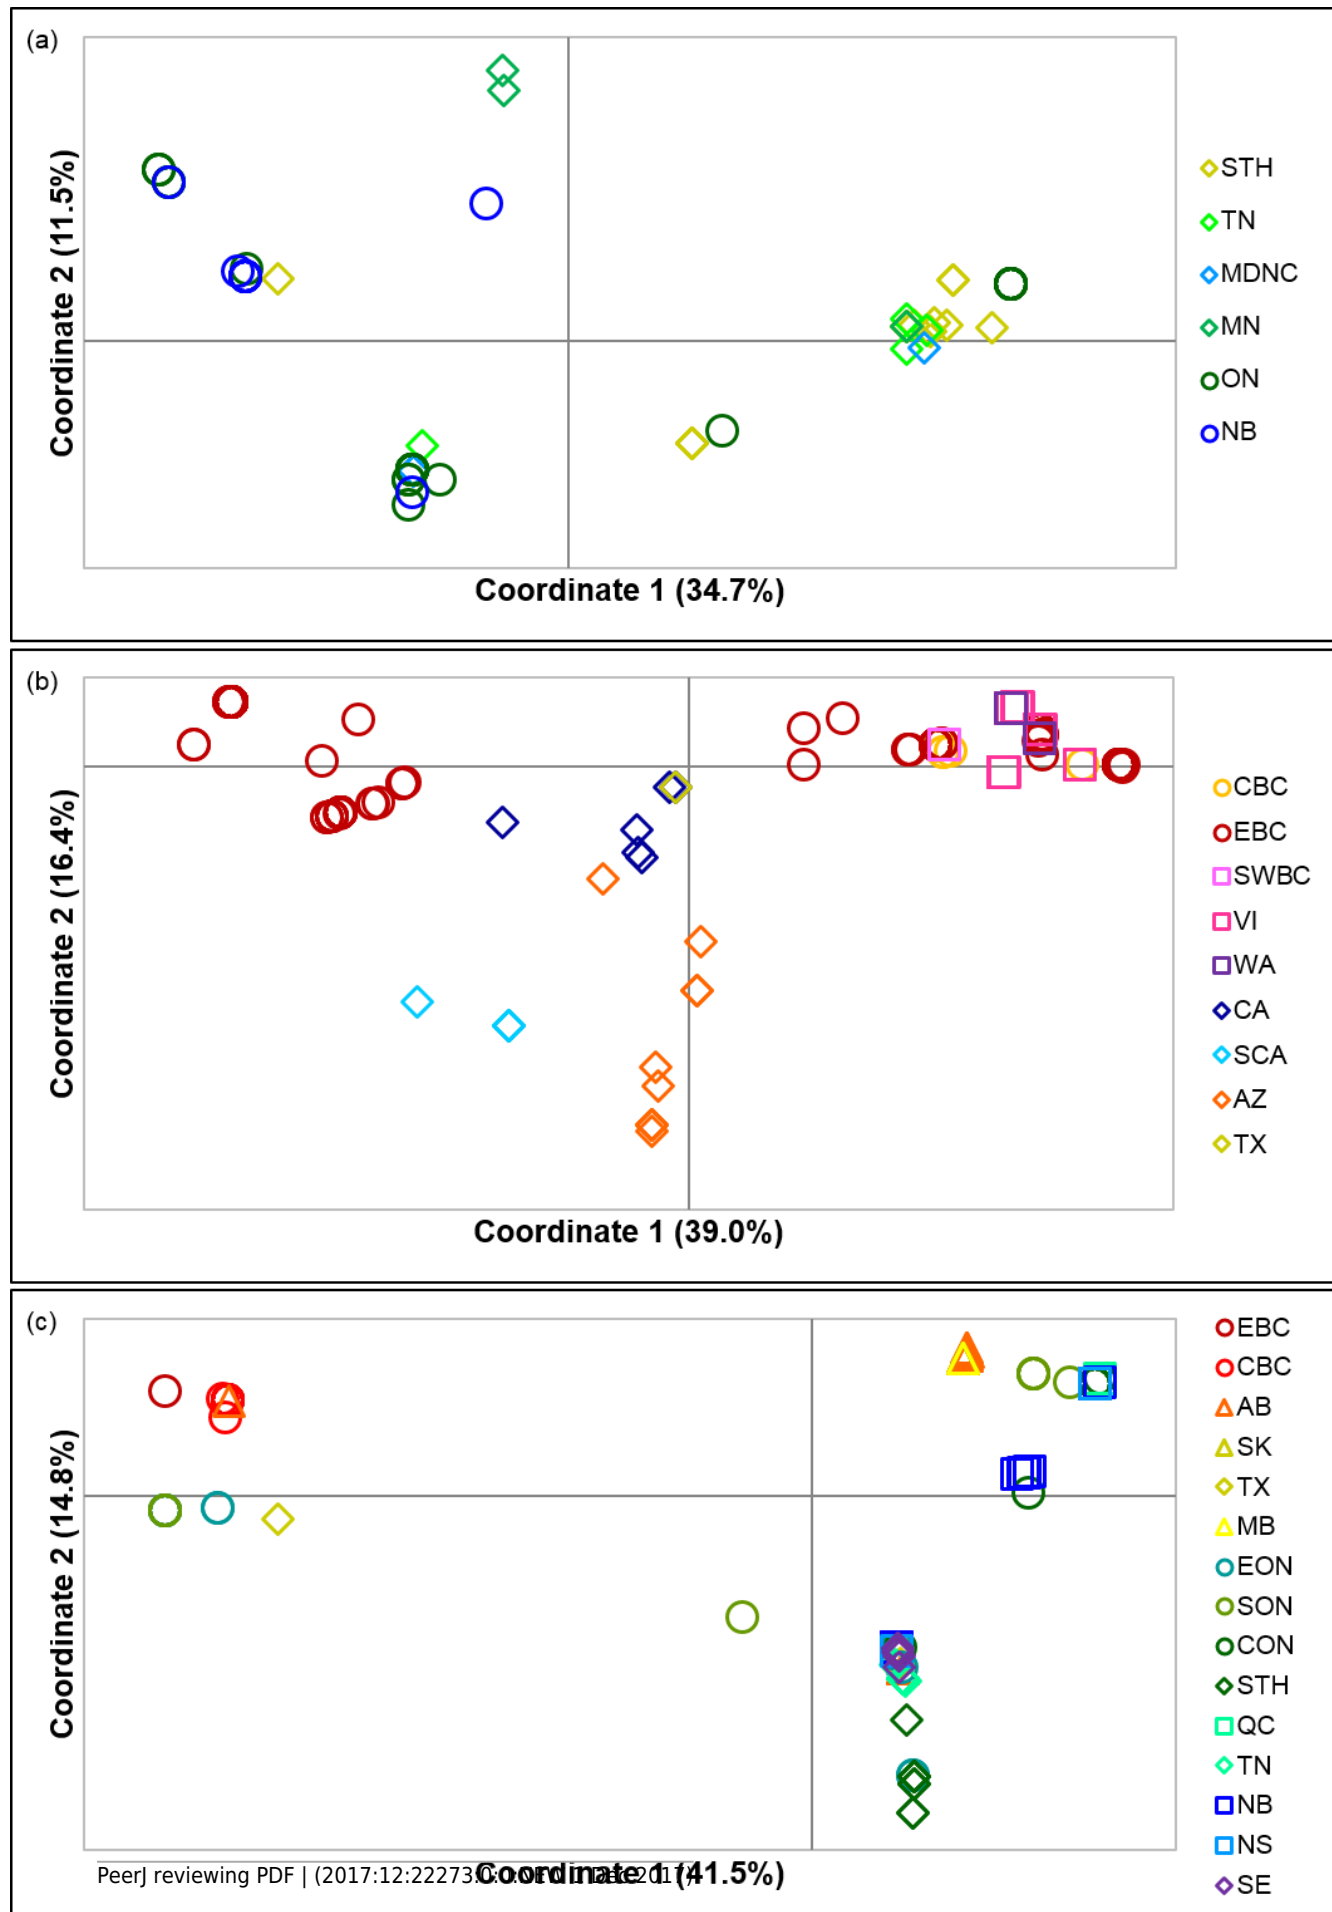 (a)
Coordinate 2 (11.5%)
STH
TN
MDNC
MN
ON
NB
Coordinate 1 (34.7%)
(b)
Coordinate 2 (16.4%)
CBC
EBC
SWBC
VI
WA
CA
SCA
AZ
TX
Coordinate 1 (39.0%)
(c)
Coordinate 2 (14.8%)
EBC
CBC
AB
SK
TX
MB
EON
SON
CON
STH
QC
TN
NB
NS
SE
Coordinate 1 (41.5%)
PeerJ reviewing PDF | (2017:12:22273:0: Dec 2017)